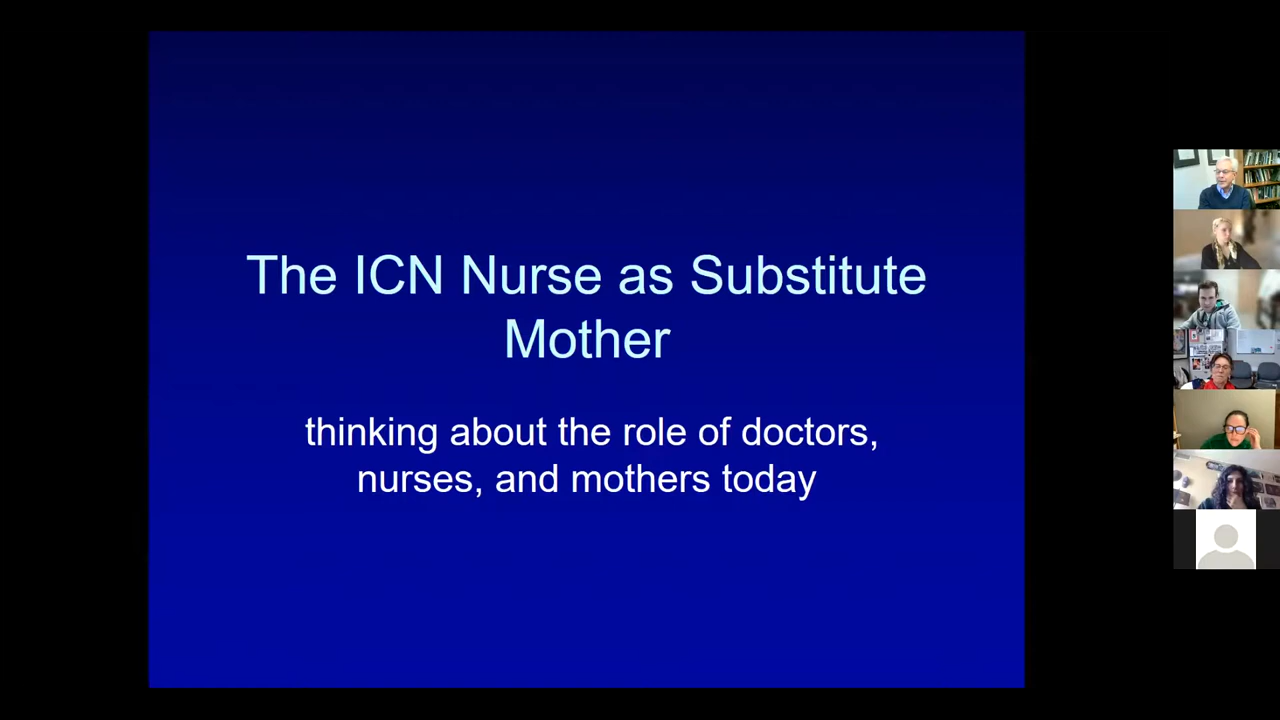 The ICN Nurse as Substitute
Mother
thinking about the role of doctors,
nurses, and mothers today